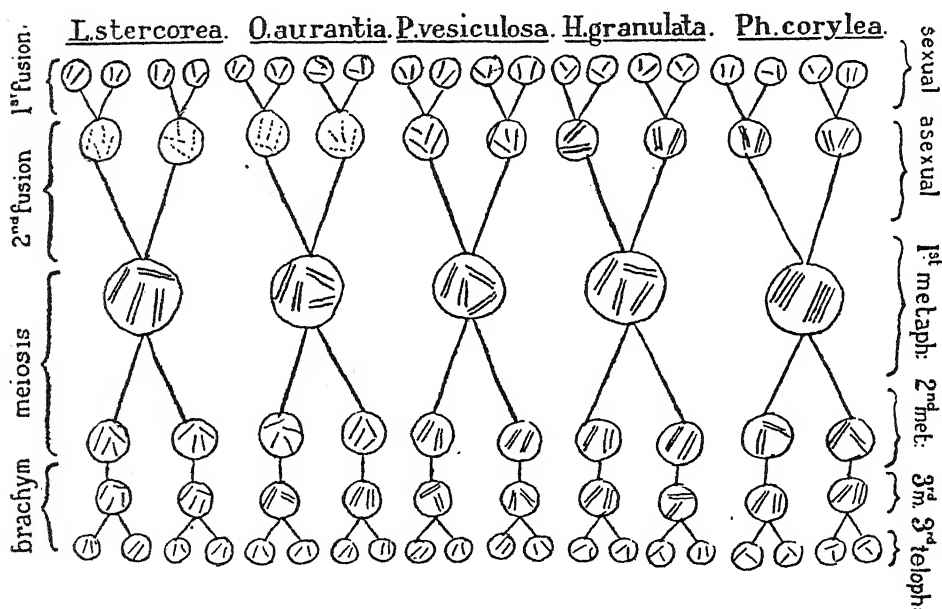 L.stercorea. O.aurantia. P.vesiculosa. H.granulata. Ph.corylea.
1st fusion.
2nd fusion
meiosis
brachym
sexual
asexual
1st metaph:
2nd met:
3rd m.
3rd teloph